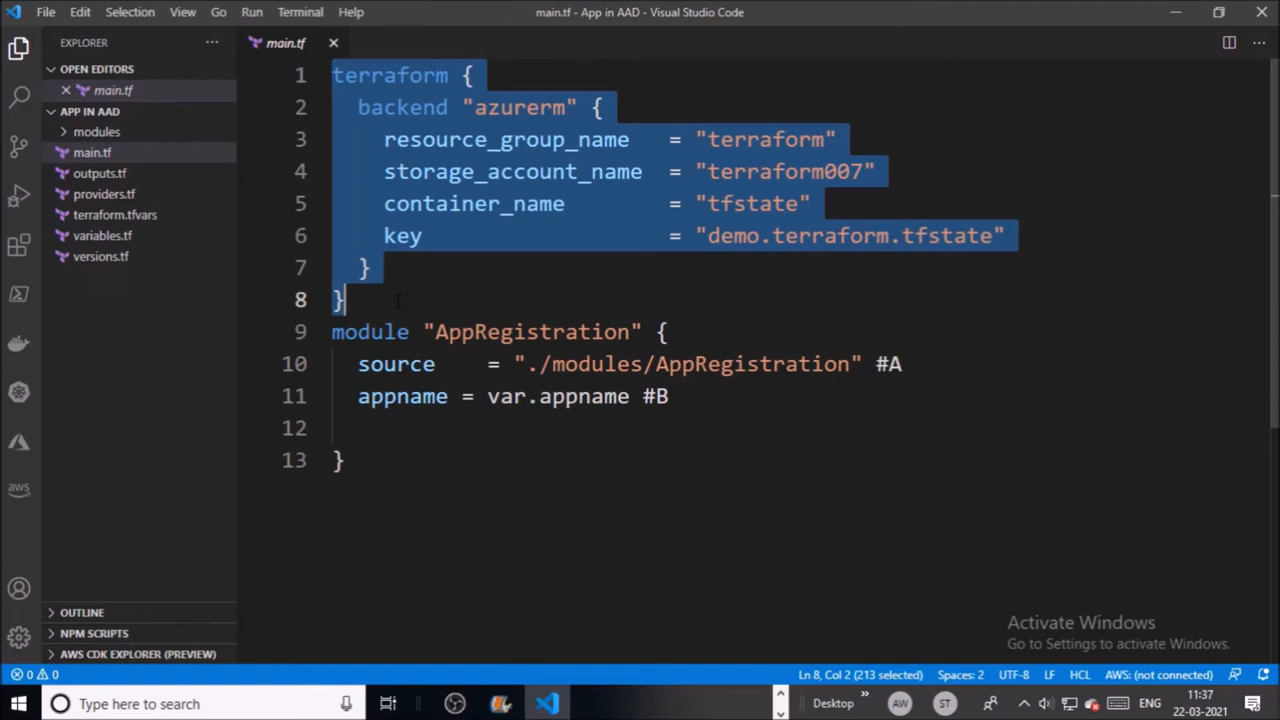 File Edit Selection View Go Run Terminal Help
main.tf - App in AAD - Visual Studio Code
EXPLORER
main.tf
OPEN EDITORS
main.tf
APP IN AAD
modules
main.tf
outputs.tf
providers.tf
terraform.tfvars
variables.tf
versions.tf
1 terraform {
2 backend "azurerm" {
3 resource_group_name = "terraform"
4 storage_account_name = "terraform007"
5 container_name = "tfstate"
6 key = "demo.terraform.tfstate"
7 }
8 }
9 module "AppRegistration" {
10 source = "./modules/AppRegistration" #A
11 appname = var.appname #B
12
13 }
aws
OUTLINE
NPM SCRIPTS
AWS CDK EXPLORER (PREVIEW)
Activate Windows
Go to Settings to activate Windows.
0 0
Ln 8, Col 2 (213 selected) Spaces: 2 UTF-8 LF HCL AWS: (not connected)
Type here to search
Desktop
AW
ST
ENG
11:37
22-03-2021